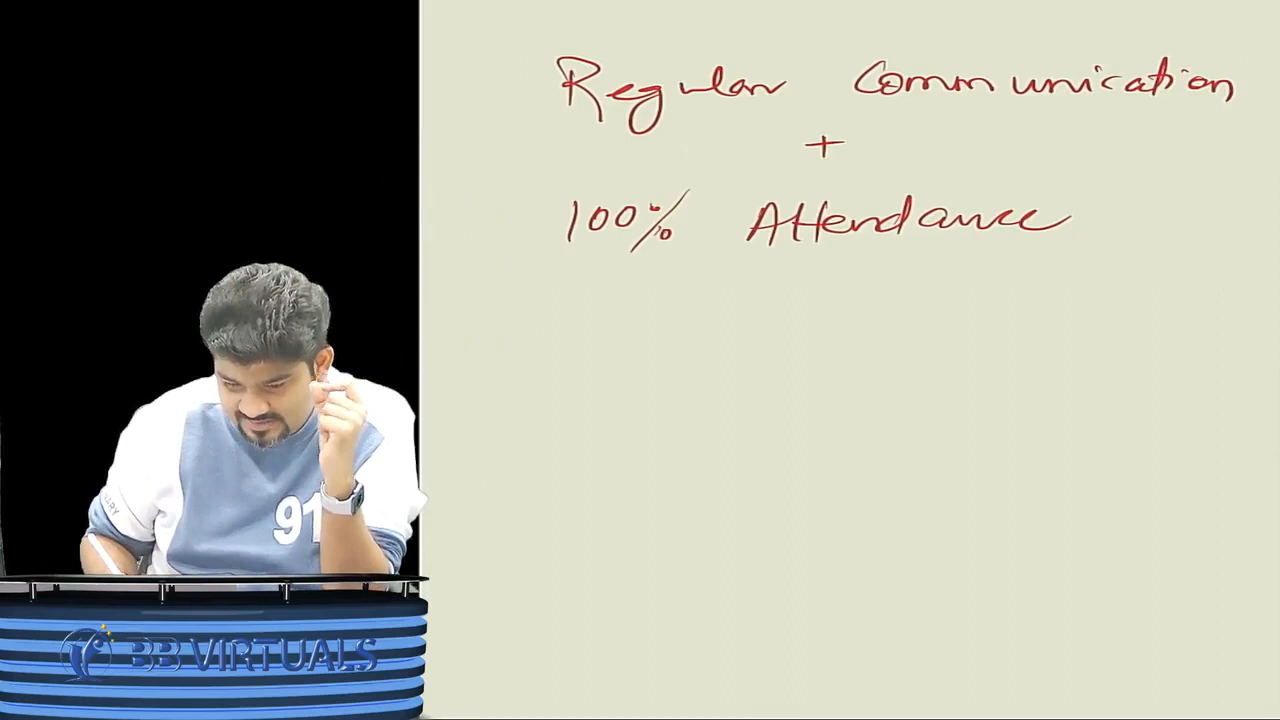 Regular Communication
+
100% Attendance
91
BB VIRTUALS